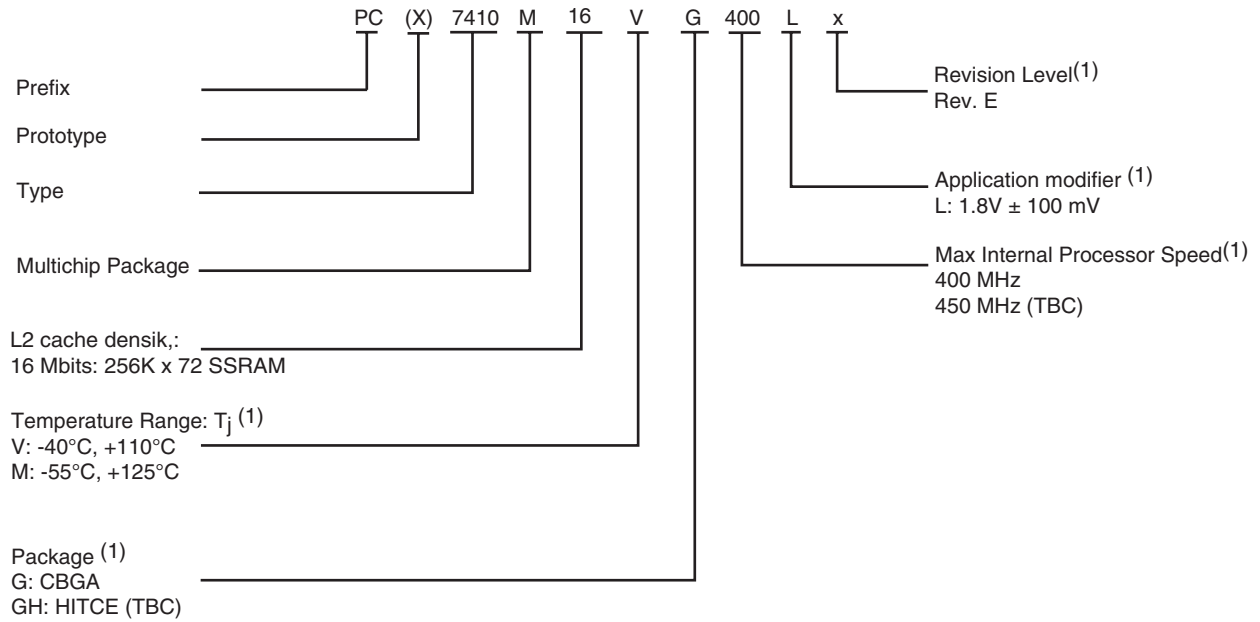 PC (X) 7410 M 16 V G 400 L x
Prefix
Prototype
Type
Multichip Package
L2 cache densik,:
16 Mbits: 256K x 72 SSRAM
Temperature Range: Tj (1)
V: -40°C, +110°C
M: -55°C, +125°C
Package (1)
G: CBGA
GH: HITCE (TBC)
Revision Level(1)
Rev. E
Application modifier (1)
L: 1.8V ± 100 mV
Max Internal Processor Speed(1)
400 MHz
450 MHz (TBC)